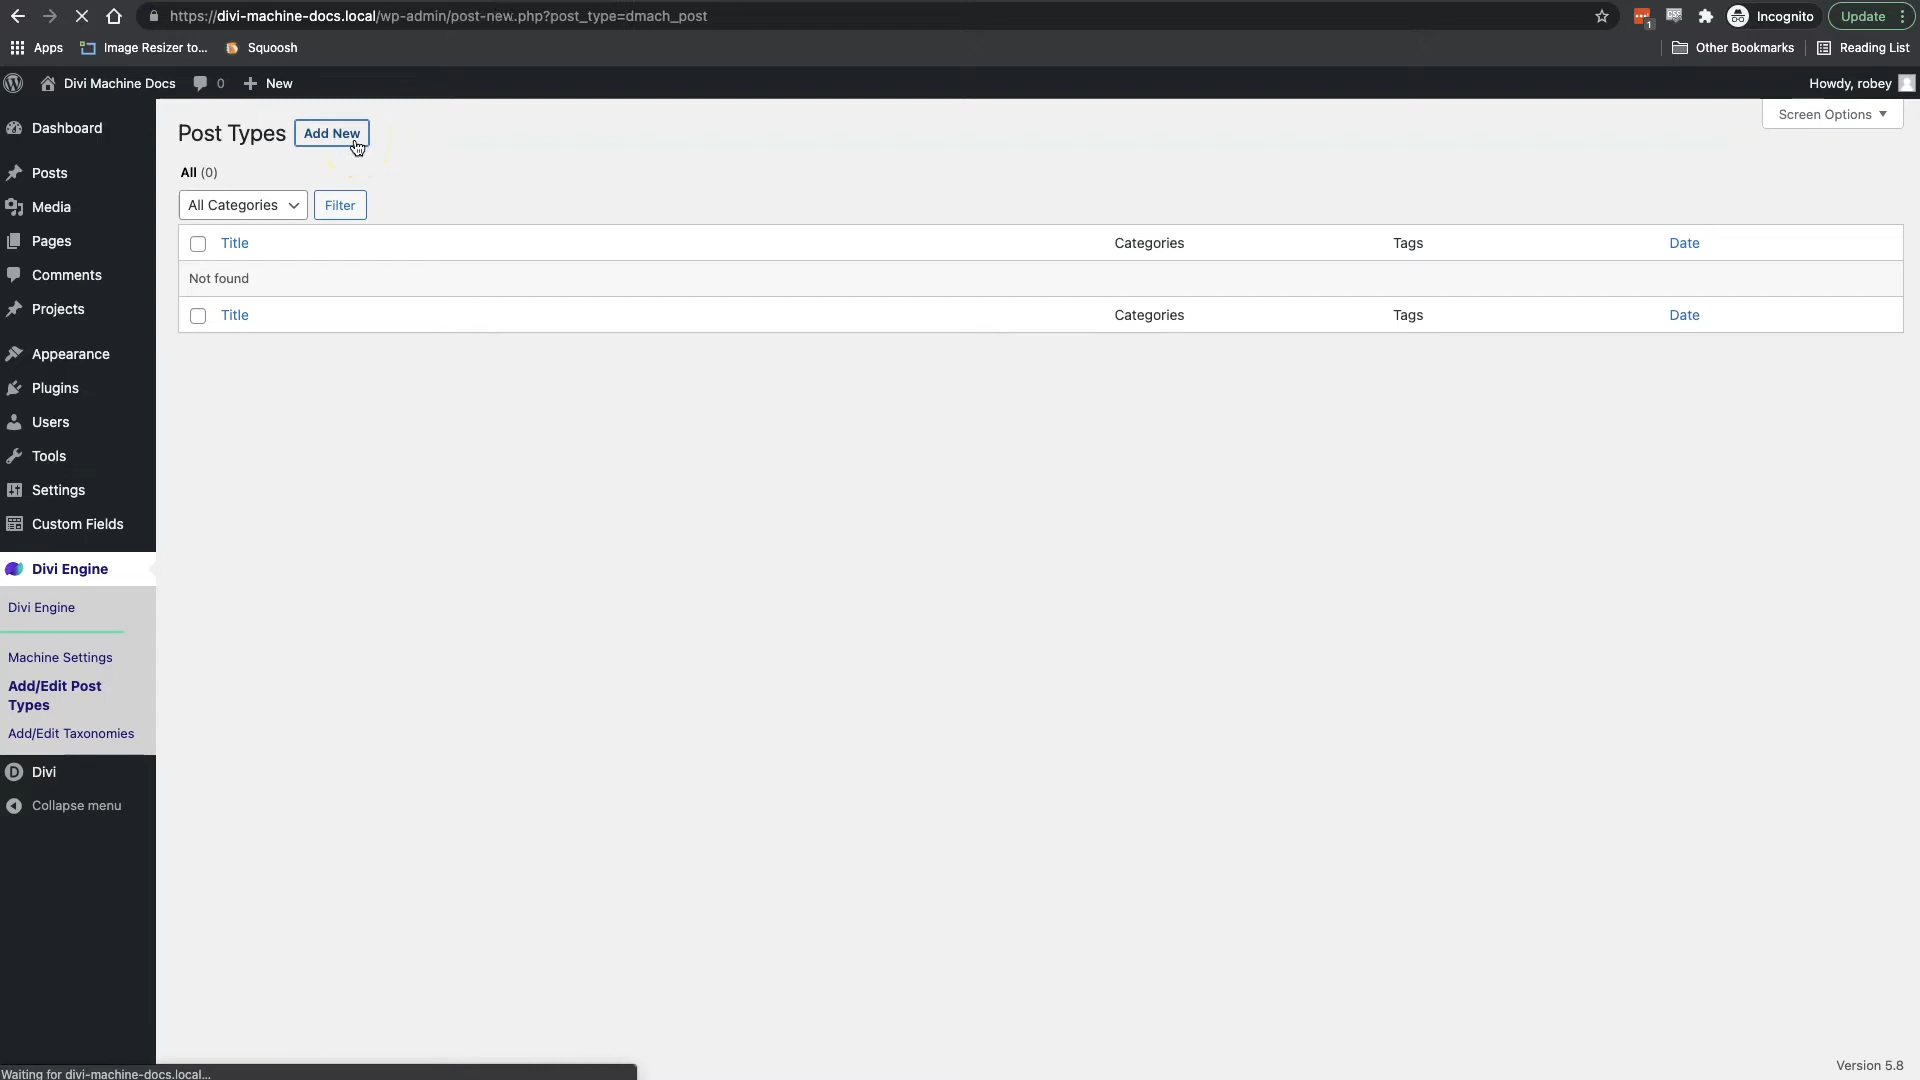 https://divi-machine-docs.local/wp-admin/post-new.php?post_type=dmach_post
1
Incognito
Update
Apps
Image Resizer to...
Squoosh
Other Bookmarks
Reading List
Divi Machine Docs
0
New
Howdy, robey
Screen Options
Dashboard
Posts
Media
Pages
Comments
Projects
Appearance
Plugins
Users
Tools
Settings
Custom Fields
Divi Engine
Divi Engine
Machine Settings
Add/Edit Post
Types
Add/Edit Taxonomies
Divi
Collapse menu
Post Types
Add New
All (0)
All Categories
Filter
Title Categories Tags Date
Not found
Title Categories Tags Date
Version 5.8
Waiting for divi-machine-docs.local...